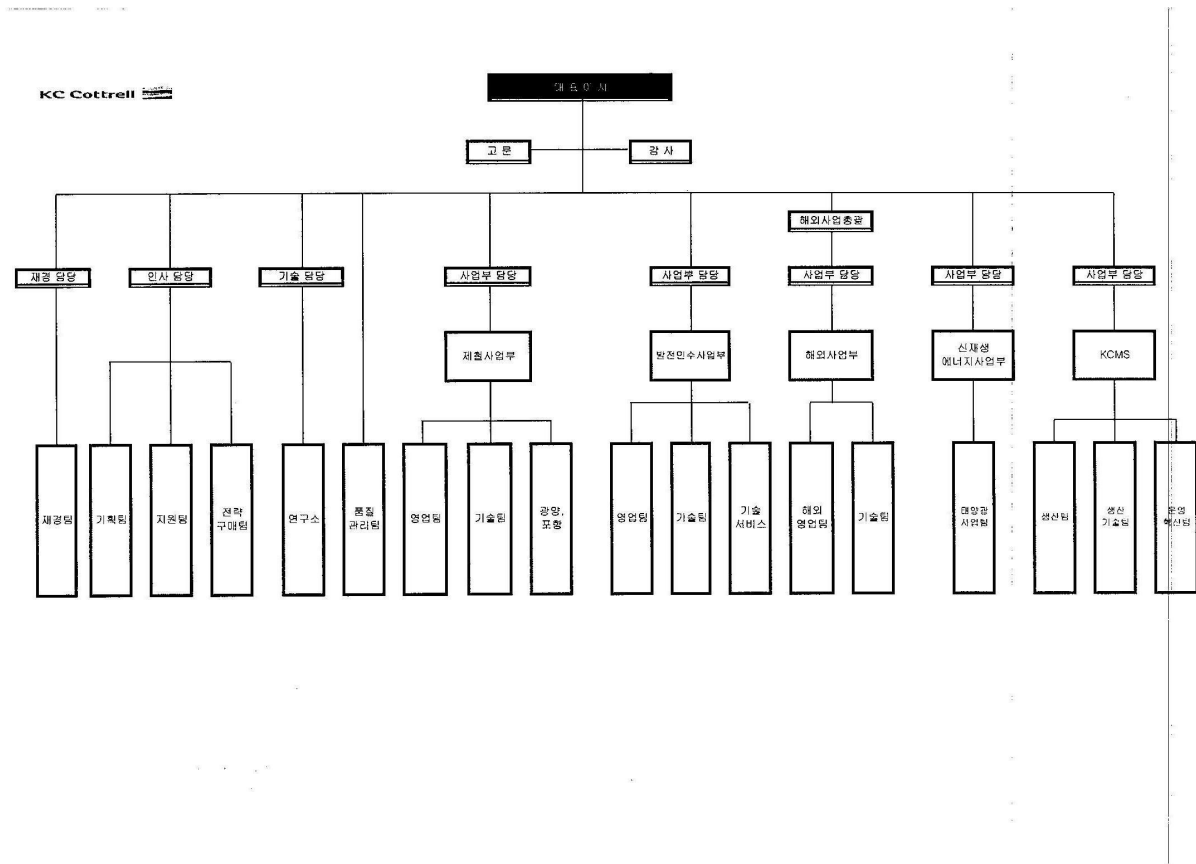 KC Cottrell
대 표 이 사
고 문
감 사
해외사업총괄
재경 담당
인사 담당
기술 담당
사업부 담당
사업부 담당
사업부 담당
사업부 담당
사업부 담당
제철사업부
발전민수사업부
해외사업부
신재생
에너지사업부
KCMS
재경팀
기획팀
지원팀
전략
구매팀
연구소
품질
관리팀
영업팀
기술팀
광양,
포항
영업팀
기술팀
기술
서비스
해외
영업팀
기술팀
태양광
사업팀
생산팀
생산
기술팀
운영
혁신팀